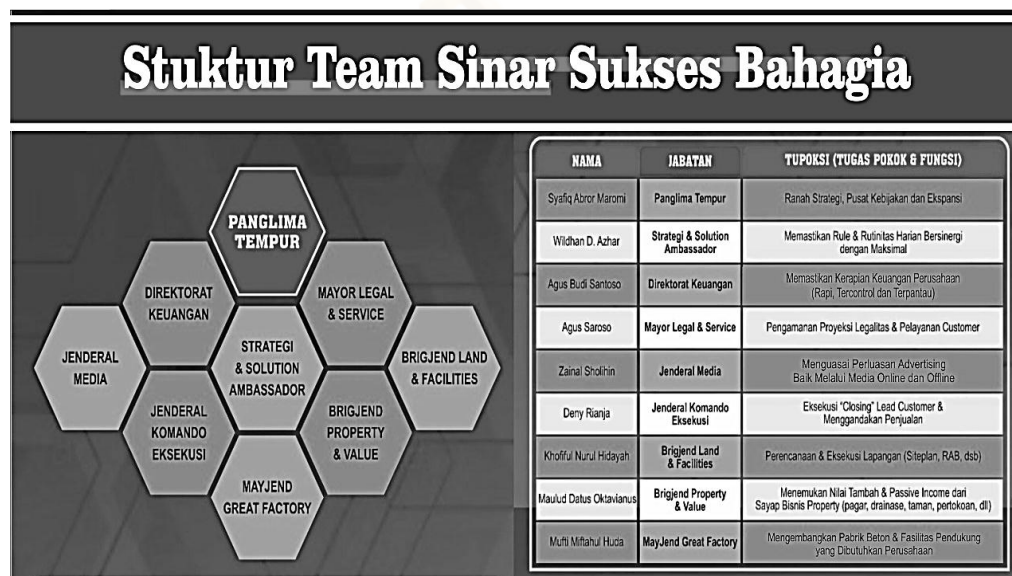 Stuktur Team Sinar Sukses Bahagia
PANGLIMA
TEMPUR
DIREKTORAT
KEUANGAN
MAYOR LEGAL
& SERVICE
JENDERAL
MEDIA
STRATEGI
& SOLUTION
AMBASSADOR
BRIGJEND LAND
& FACILITIES
JENDERAL
KOMANDO
EKSEKUSI
BRIGJEND
PROPERTY
& VALUE
MAYJEND
GREAT FACTORY
NAMA JABATAN TUPOKSI (TUGAS POKOK & FUNGSI)
Syafiq Abror Maromi Panglima Tempur Ranah Strategi, Pusat Kebijakan dan Ekspansi
Wildhan D. Azhar Strategi & Solution
Ambassador Memastikan Rule & Rutinitas Harian Bersinergi
dengan Maksimal
Agus Budi Santoso Direktorat Keuangan Memastikan Kerapian Keuangan Perusahaan
(Rapi, Tercontrol dan Terpantau)
Agus Saroso Mayor Legal & Service Pengamanan Proyeksi Legalitas & Pelayanan Customer
Zainal Sholihin Jenderal Media Menguasai Perluasan Advertising
Baik Melalui Media Online dan Offline
Deny Rianja Jenderal Komando
Eksekusi Eksekusi "Closing" Lead Customer &
Menggandakan Penjualan
Khofiful Nurul Hidayah Brigjend Land
& Facilities Perencanaan & Eksekusi Lapangan (Siteplan, RAB, dsb)
Maulud Datus Oktavianus Brigjend Property
& Value Menemukan Nilai Tambah & Passive Income dari
Sayap Bisnis Property (pagar, drainase, taman, pertokoan, dll)
Mufti Miftahul Huda MayJend Great Factory Mengembangkan Pabrik Beton & Fasilitas Pendukung
yang Dibutuhkan Perusahaan